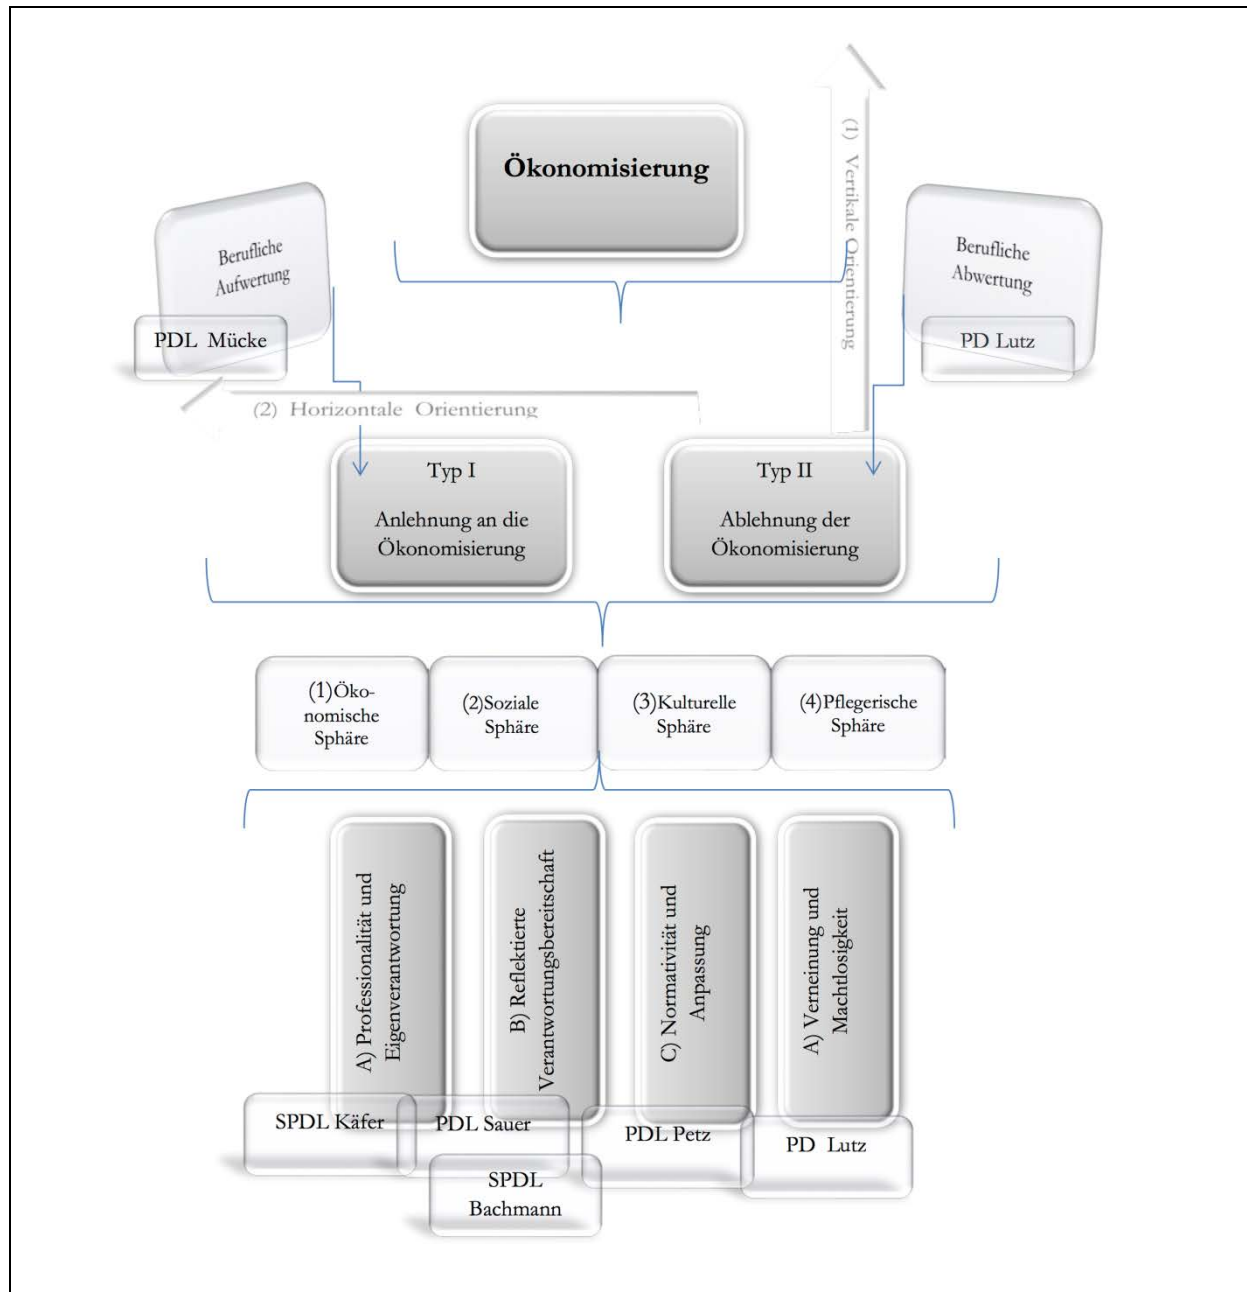 Ökonomisierung
(1) Vertikale Orientierung
Berufliche
Aufwertung
PDL Mücke
Berufliche
Abwertung
PD Lutz
(2) Horizontale Orientierung
Typ I
Anlehnung an die
Ökonomisierung
Typ II
Ablehnung der
Ökonomisierung
(1)Öko-
nomische
Sphäre
(2)Soziale
Sphäre
(3)Kulturelle
Sphäre
(4)Pflegerische
Sphäre
A) Professionalität und
Eigenverantwortung
B) Reflektierte
Verantwortungsbereitschaft
C) Normativität und
Anpassung
A) Verneinung und
Machtlosigkeit
SPDL Käfer
PDL Sauer
SPDL
Bachmann
PDL Petz
PD Lutz